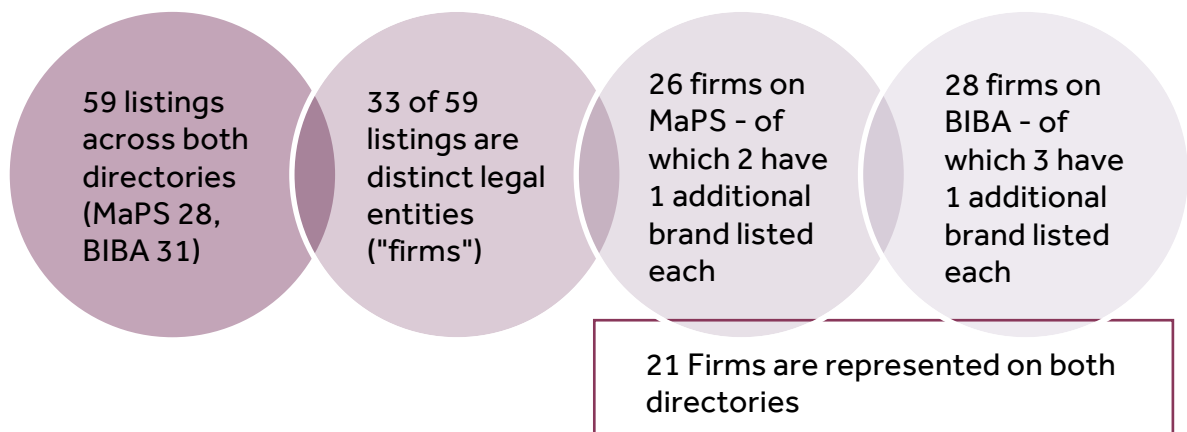 59 listings
across both
directories
(MaPS 28,
BIBA 31)
33 of 59
listings are
distinct legal
entities
("firms")
26 firms on
MaPS - of
which 2 have
1 additional
brand listed
each
28 firms on
BIBA - of
which 3 have
1 additional
brand listed
each
21 Firms are represented on both
directories